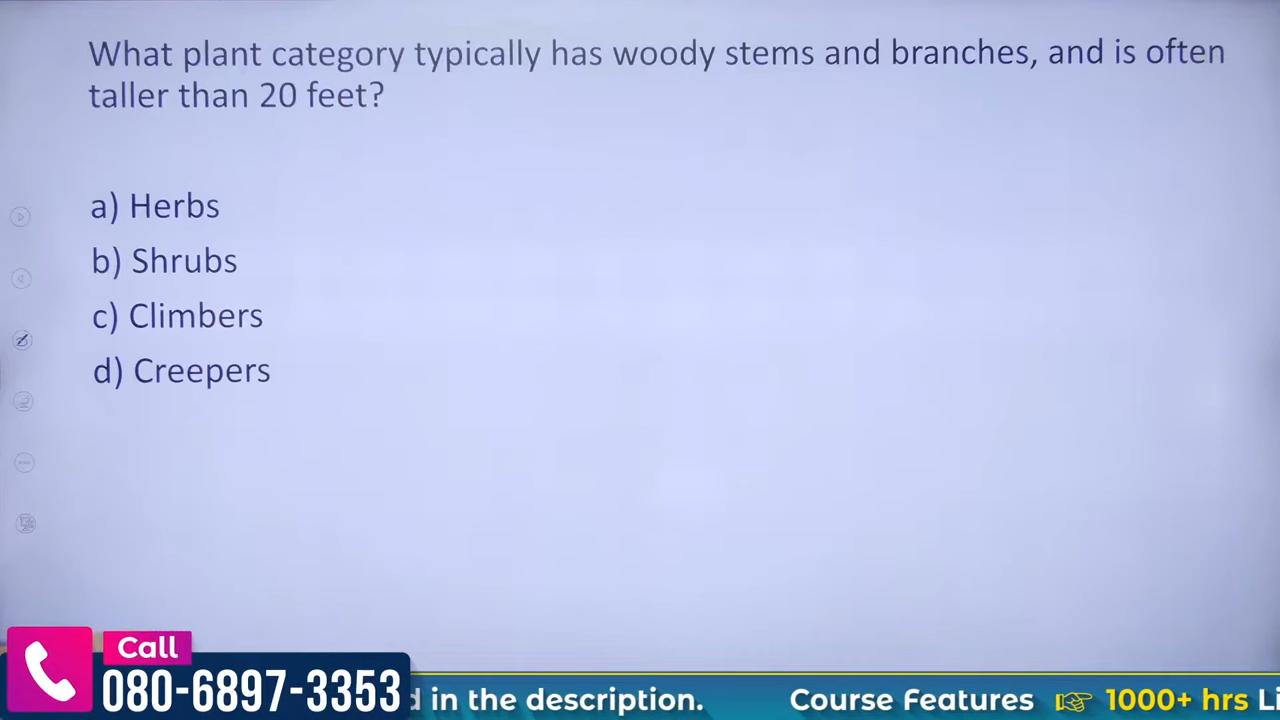 What plant category typically has woody stems and branches, and is often
taller than 20 feet?
a) Herbs
b) Shrubs
c) Climbers
d) Creepers
Call
080-6897-3353
in the description. Course Features 1000+ hrs